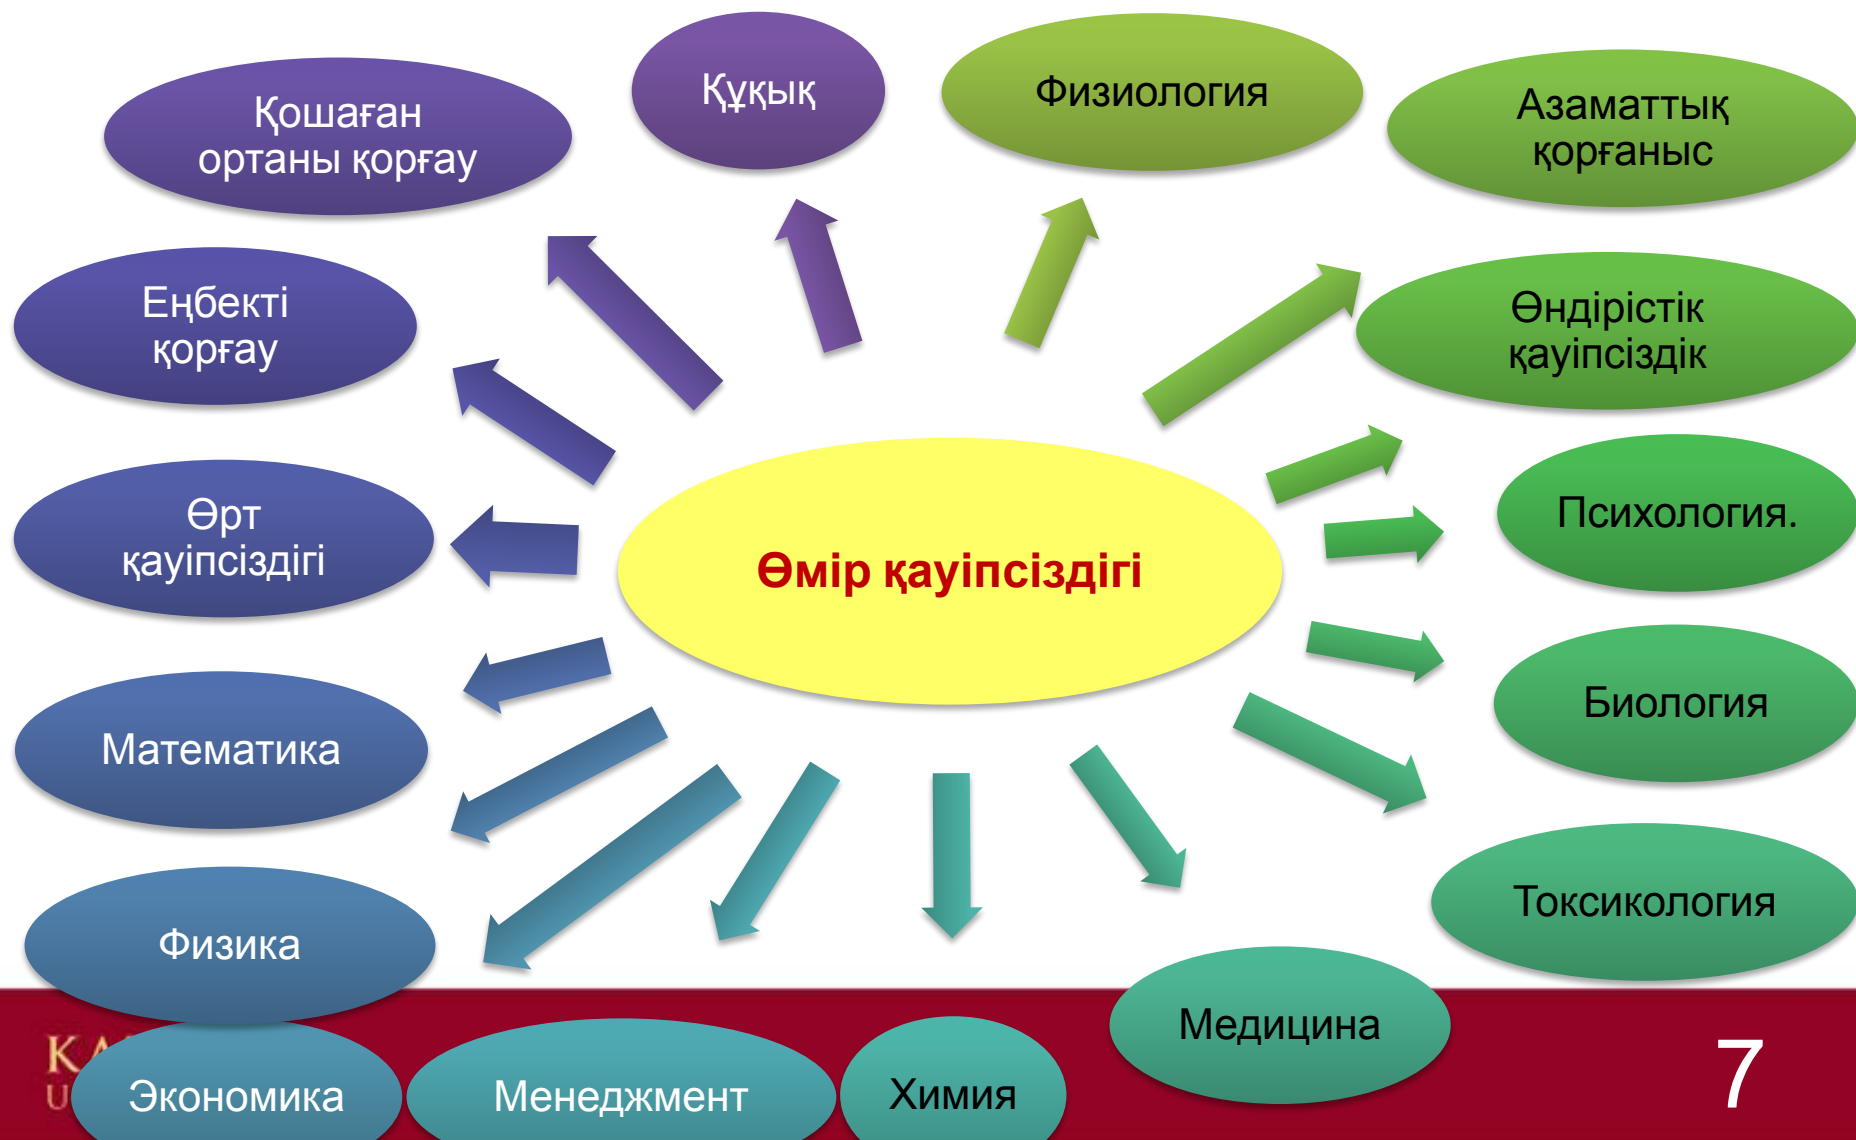 Құқық
Физиология
Қошаған
ортаны қорғау
Азаматтық
қорғаныс
Еңбекті
қорғау
Өндірістік
қауіпсіздік
Өрт
қауіпсіздігі
Өмір қауіпсіздігі
Психология.
Математика
Биология
Физика
Токсикология
Экономика
Менеджмент
Химия
Медицина
7